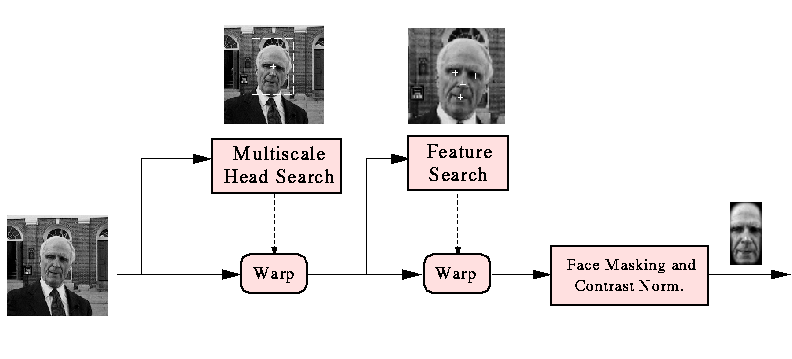 Multiscale
Head Search
Feature
Search
Warp
Warp
Face Masking and
Contrast Norm.